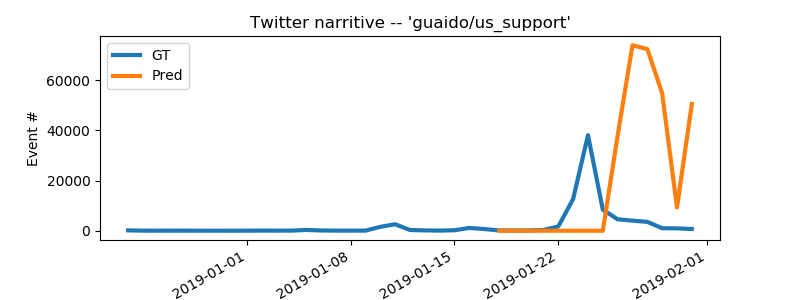 Twitter narritive -- 'guaido/us_support'
GT
Pred
Event #
60000
40000
20000
0
2019-01-01
2019-01-08
2019-01-15
2019-01-22
2019-02-01